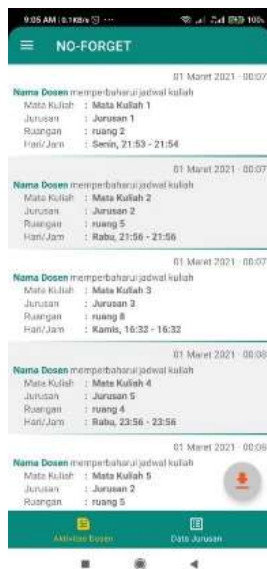 9:05 AM | 0.1KB/s
NO-FORGET
01 Maret 2021 - 00:07
Nama Dosen memperbaharui jadwal kuliah
Mata Kuliah : Mata Kuliah 1
Jurusan : Jurusan 1
Ruangan : ruang 2
Hari/Jam : Senin, 21:53 - 21:54
01 Maret 2021 - 00:07
Nama Dosen memperbaharui jadwal kuliah
Mata Kuliah : Mata Kuliah 2
Jurusan : Jurusan 2
Ruangan : ruang 5
Hari/Jam : Rabu, 21:56 - 21:56
01 Maret 2021 - 00:07
Nama Dosen memperbaharui jadwal kuliah
Mata Kuliah : Mata Kuliah 3
Jurusan : Jurusan 3
Ruangan : ruang 8
Hari/Jam : Kamis, 16:32 - 16:32
01 Maret 2021 - 00:08
Nama Dosen memperbaharui jadwal kuliah
Mata Kuliah : Mata Kuliah 4
Jurusan : Jurusan 5
Ruangan : ruang 4
Hari/Jam : Rabu, 23:56 - 23:56
01 Maret 2021 - 00:08
Nama Dosen memperbaharui jadwal kuliah
Mata Kuliah : Mata Kuliah 5
Jurusan : Jurusan 2
Ruangan : ruang 5
Aktivitas Dosen
Data Jurusan